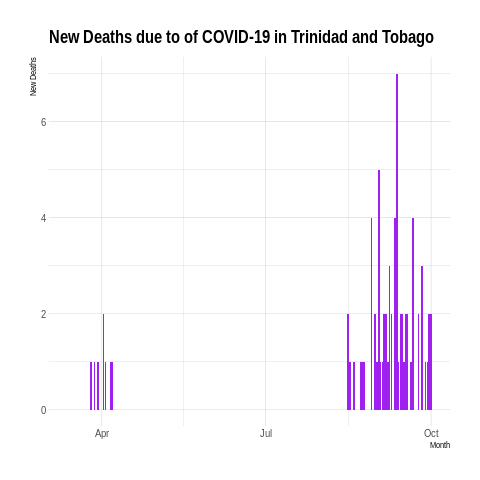 New Deaths due to of COVID-19 in Trinidad and Tobago
New Deaths
6
4
2
0
Apr Jul Oct
Month